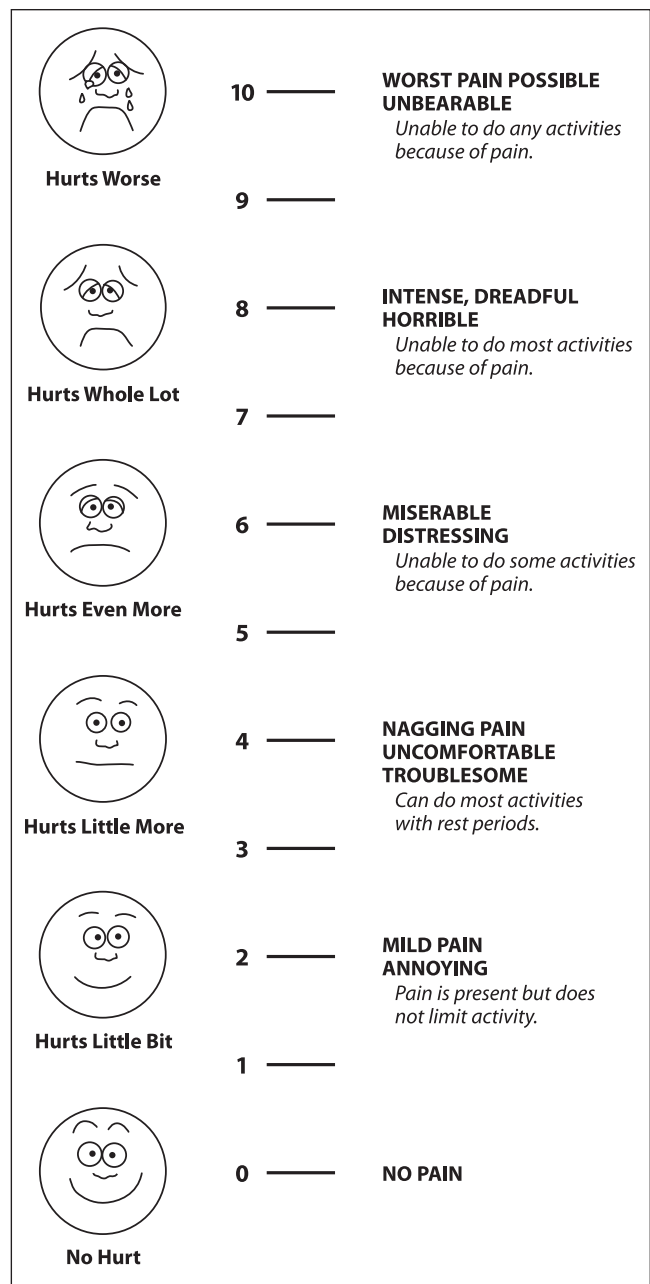 10 WORST PAIN POSSIBLE
UNBEARABLE
Unable to do any activities
because of pain.
Hurts Worse
9
8 INTENSE, DREADFUL
HORRIBLE
Unable to do most activities
because of pain.
Hurts Whole Lot
7
6 MISERABLE
DISTRESSING
Unable to do some activities
because of pain.
Hurts Even More
5
4 NAGGING PAIN
UNCOMFORTABLE
TROUBLESOME
Can do most activities
with rest periods.
Hurts Little More
3
2 MILD PAIN
ANNOYING
Pain is present but does
not limit activity.
Hurts Little Bit
1
0 NO PAIN
No Hurt